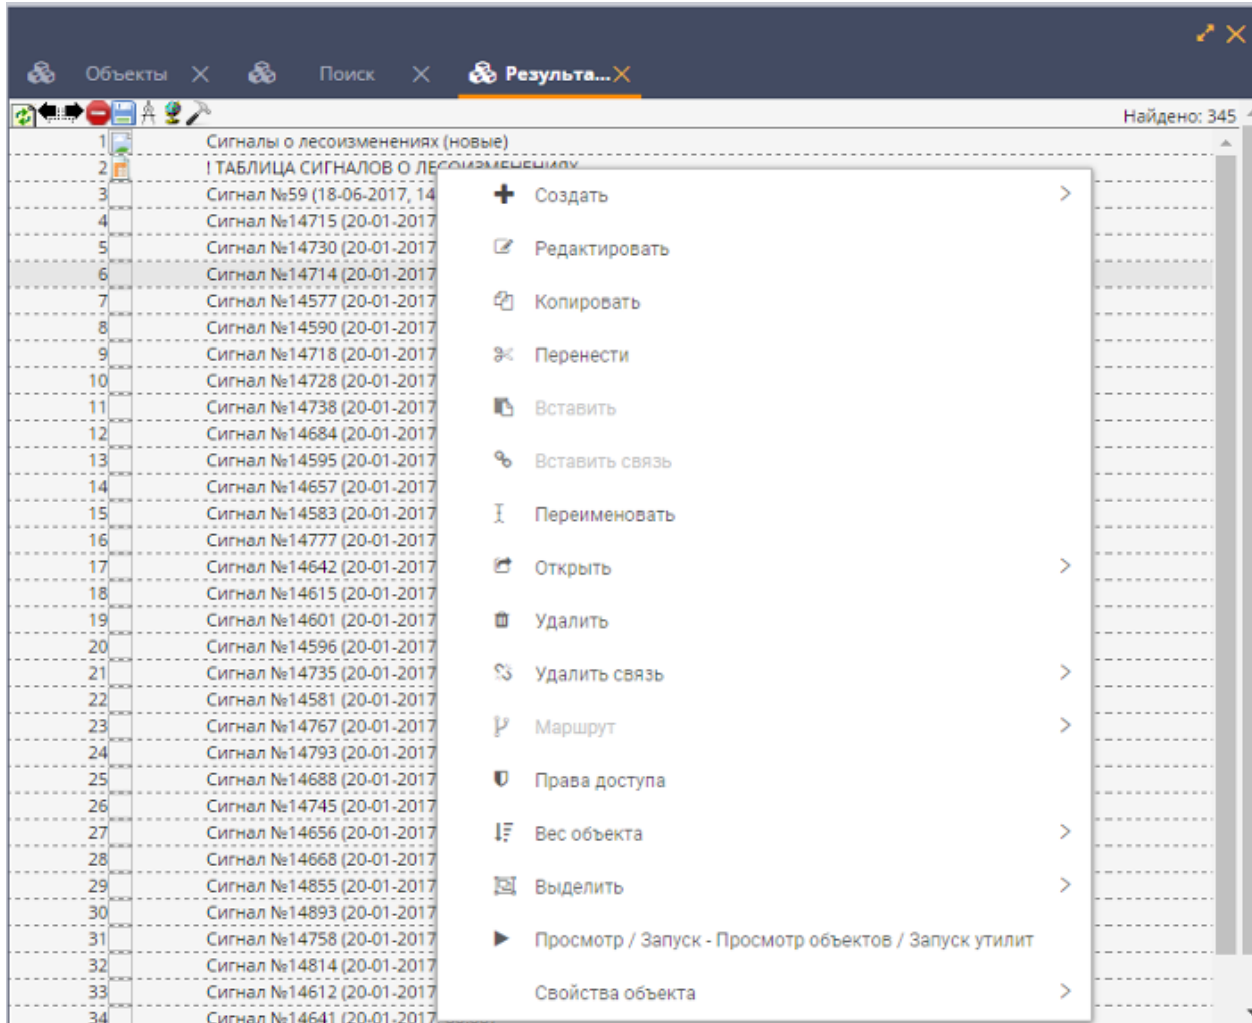 Объекты Поиск Результа...
Найдено: 345
1 Сигналы о лесоизменениях (новые)
2 ! ТАБЛИЦА СИГНАЛОВ О ЛЕСОИЗМЕНЕНИЯХ
3 Сигнал №59 (18-06-2017, 14
4 Сигнал №14715 (20-01-2017
5 Сигнал №14730 (20-01-2017
6 Сигнал №14714 (20-01-2017
7 Сигнал №14577 (20-01-2017
8 Сигнал №14590 (20-01-2017
9 Сигнал №14718 (20-01-2017
10 Сигнал №14728 (20-01-2017
11 Сигнал №14738 (20-01-2017
12 Сигнал №14684 (20-01-2017
13 Сигнал №14595 (20-01-2017
14 Сигнал №14657 (20-01-2017
15 Сигнал №14583 (20-01-2017
16 Сигнал №14777 (20-01-2017
17 Сигнал №14642 (20-01-2017
18 Сигнал №14615 (20-01-2017
19 Сигнал №14601 (20-01-2017
20 Сигнал №14596 (20-01-2017
21 Сигнал №14735 (20-01-2017
22 Сигнал №14581 (20-01-2017
23 Сигнал №14767 (20-01-2017
24 Сигнал №14793 (20-01-2017
25 Сигнал №14688 (20-01-2017
26 Сигнал №14745 (20-01-2017
27 Сигнал №14656 (20-01-2017
28 Сигнал №14668 (20-01-2017
29 Сигнал №14855 (20-01-2017
30 Сигнал №14893 (20-01-2017
31 Сигнал №14758 (20-01-2017
32 Сигнал №14814 (20-01-2017
33 Сигнал №14612 (20-01-2017
34 Сигнал №14641 (20-01-2017
Создать
Редактировать
Копировать
Перенести
Вставить
Вставить связь
Переименовать
Открыть
Удалить
Удалить связь
Маршрут
Права доступа
Вес объекта
Выделить
Просмотр / Запуск - Просмотр объектов / Запуск утилит
Свойства объекта